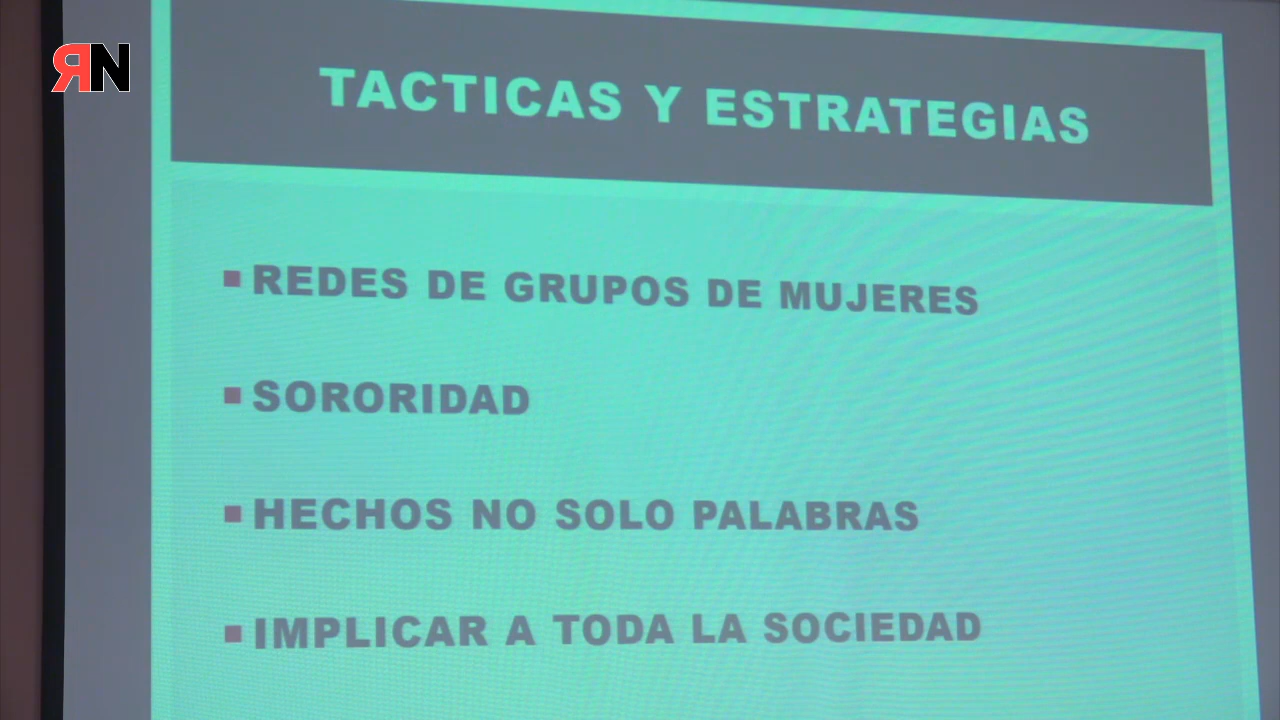 RN
TACTICAS Y ESTRATEGIAS
REDES DE GRUPOS DE MUJERES
SORORIDAD
HECHOS NO SOLO PALABRAS
IMPLICAR A TODA LA SOCIEDAD